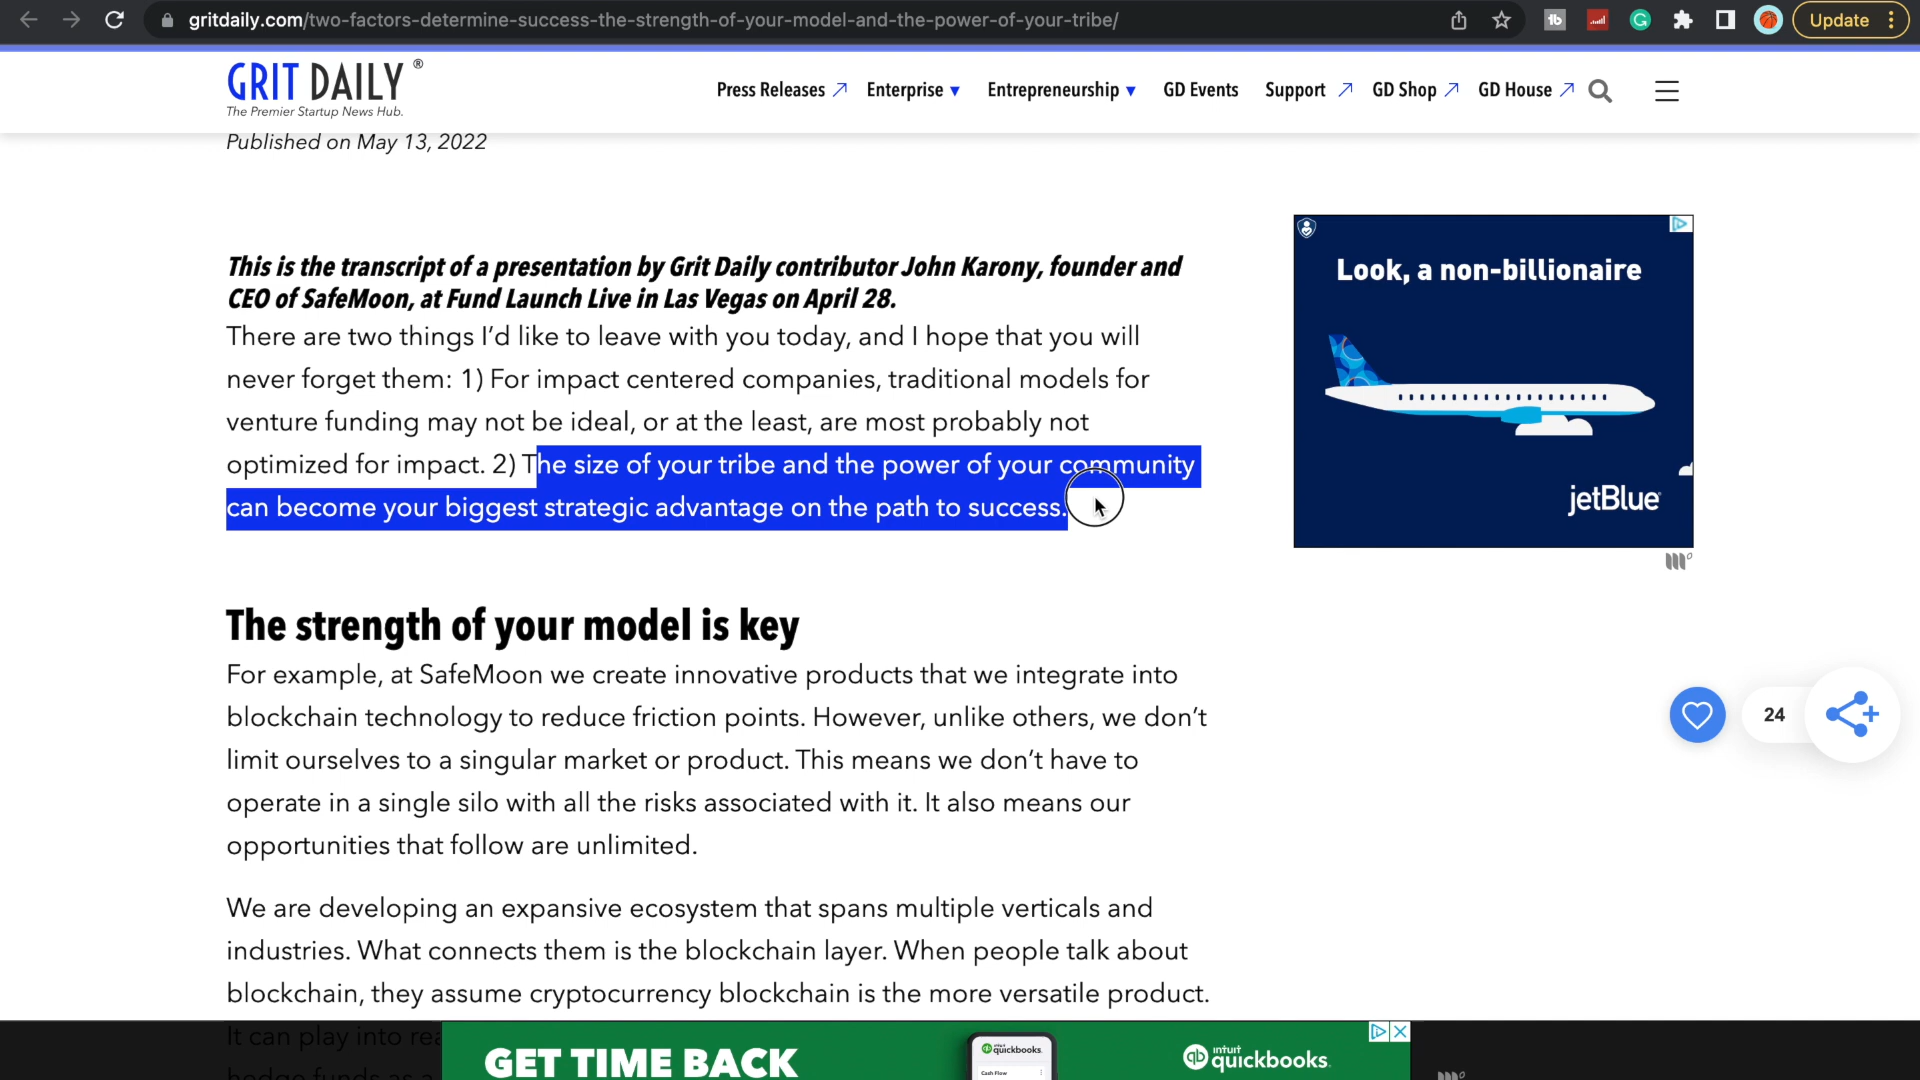 gritdaily.com/two-factors-determine-success-the-strength-of-your-model-and-the-power-of-your-tribe/
Update
GRIT DAILY ®
The Premier Startup News Hub.
Press Releases Enterprise Entrepreneurship GD Events Support GD Shop GD House
Published on May 13, 2022
This is the transcript of a presentation by Grit Daily contributor John Karony, founder and
CEO of SafeMoon, at Fund Launch Live in Las Vegas on April 28.
There are two things I’d like to leave with you today, and I hope that you will
never forget them: 1) For impact centered companies, traditional models for
venture funding may not be ideal, or at the least, are most probably not
optimized for impact. 2) The size of your tribe and the power of your community
can become your biggest strategic advantage on the path to success.
Look, a non-billionaire
jetBlue
The strength of your model is key
For example, at SafeMoon we create innovative products that we integrate into
blockchain technology to reduce friction points. However, unlike others, we don’t
limit ourselves to a singular market or product. This means we don’t have to
operate in a single silo with all the risks associated with it. It also means our
opportunities that follow are unlimited.
24
We are developing an expansive ecosystem that spans multiple verticals and
industries. What connects them is the blockchain layer. When people talk about
blockchain, they assume cryptocurrency blockchain is the more versatile product.
It can play into
hedge funds as a
GET TIME BACK
intuit quickbooks.
Cash Flow
intuit
quickbooks.